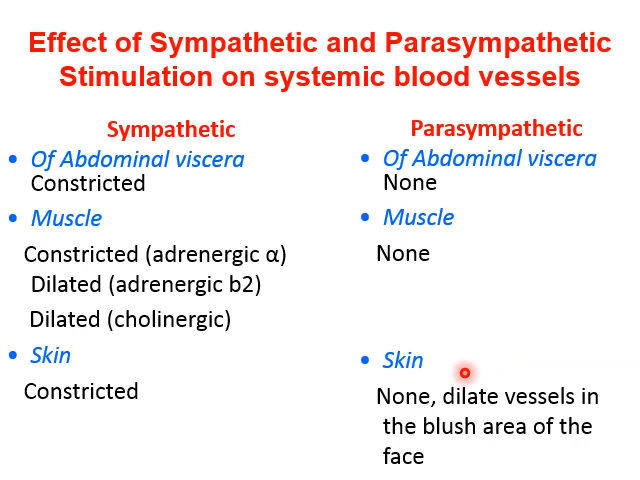 Effect of Sympathetic and Parasympathetic
Stimulation on systemic blood vessels
Sympathetic
• Of Abdominal viscera
Constricted
• Muscle
Constricted (adrenergic α)
Dilated (adrenergic b2)
Dilated (cholinergic)
• Skin
Constricted
Parasympathetic
• Of Abdominal viscera
None
• Muscle
None
• Skin
None, dilate vessels in
the blush area of the
face